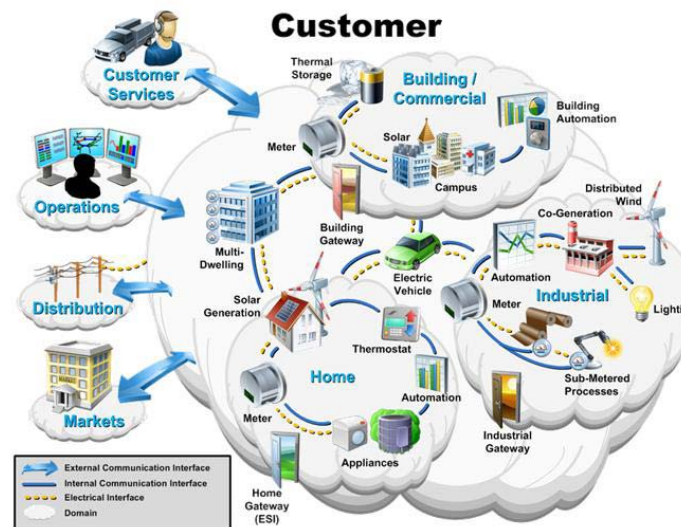 Customer
Customer
Services
Operations
Distribution
Markets
Thermal
Storage
Building /
Commercial
Building
Automation
Meter
Solar
Campus
Distributed
Wind
Building
Gateway
Multi-
Dwelling
Electric
Vehicle
Co-Generation
Automation
Meter
Industrial
Lighti
Sub-Metered
Processes
Industrial
Gateway
Solar
Generation
Thermostat
Home
Meter
Automation
Appliances
Home
Gateway
(ESI)
External Communication Interface
Internal Communication Interface
Electrical Interface
Domain